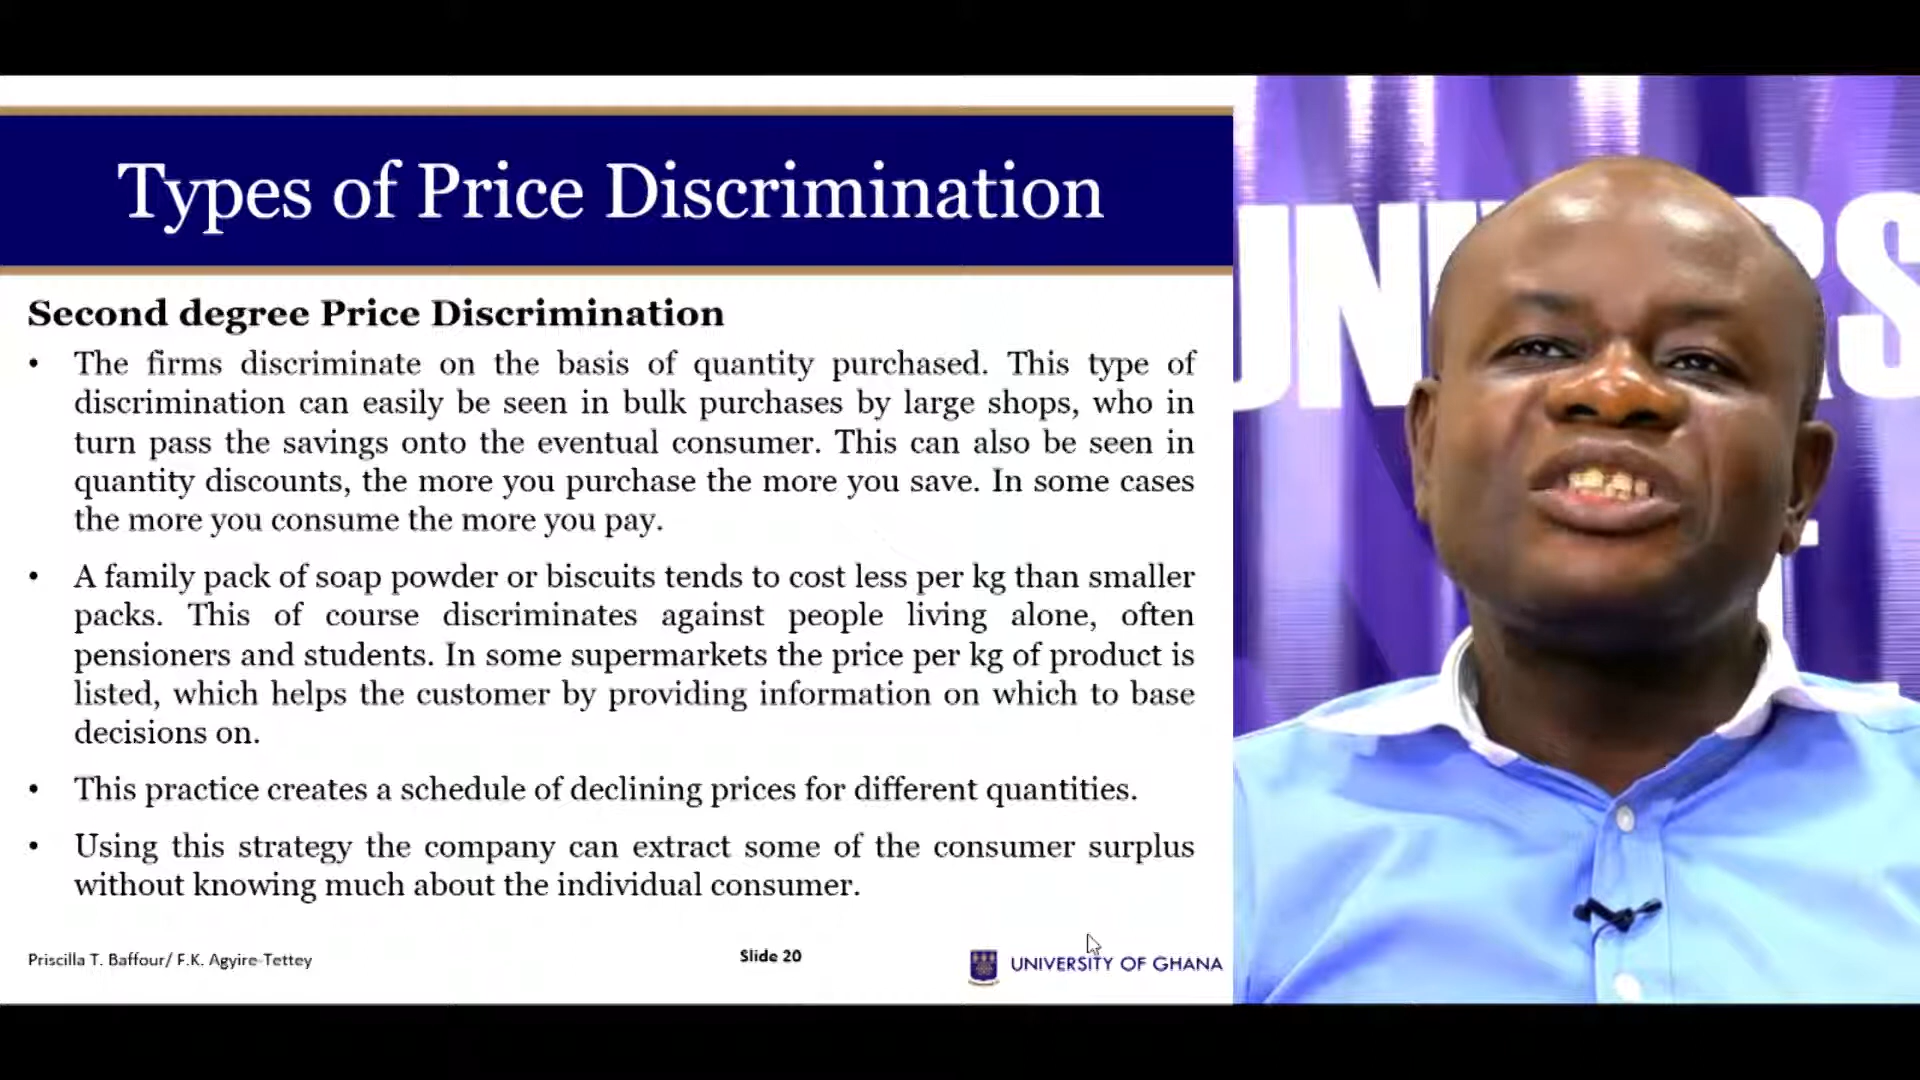 Types of Price Discrimination
Second degree Price Discrimination
• The firms discriminate on the basis of quantity purchased. This type of
discrimination can easily be seen in bulk purchases by large shops, who in
turn pass the savings onto the eventual consumer. This can also be seen in
quantity discounts, the more you purchase the more you save. In some cases
the more you consume the more you pay.
• A family pack of soap powder or biscuits tends to cost less per kg than smaller
packs. This of course discriminates against people living alone, often
pensioners and students. In some supermarkets the price per kg of product is
listed, which helps the customer by providing information on which to base
decisions on.
• This practice creates a schedule of declining prices for different quantities.
• Using this strategy the company can extract some of the consumer surplus
without knowing much about the individual consumer.
Priscilla T. Baffour/ F.K. Agyire-Tettey
Slide 20
UNIVERSITY OF GHANA